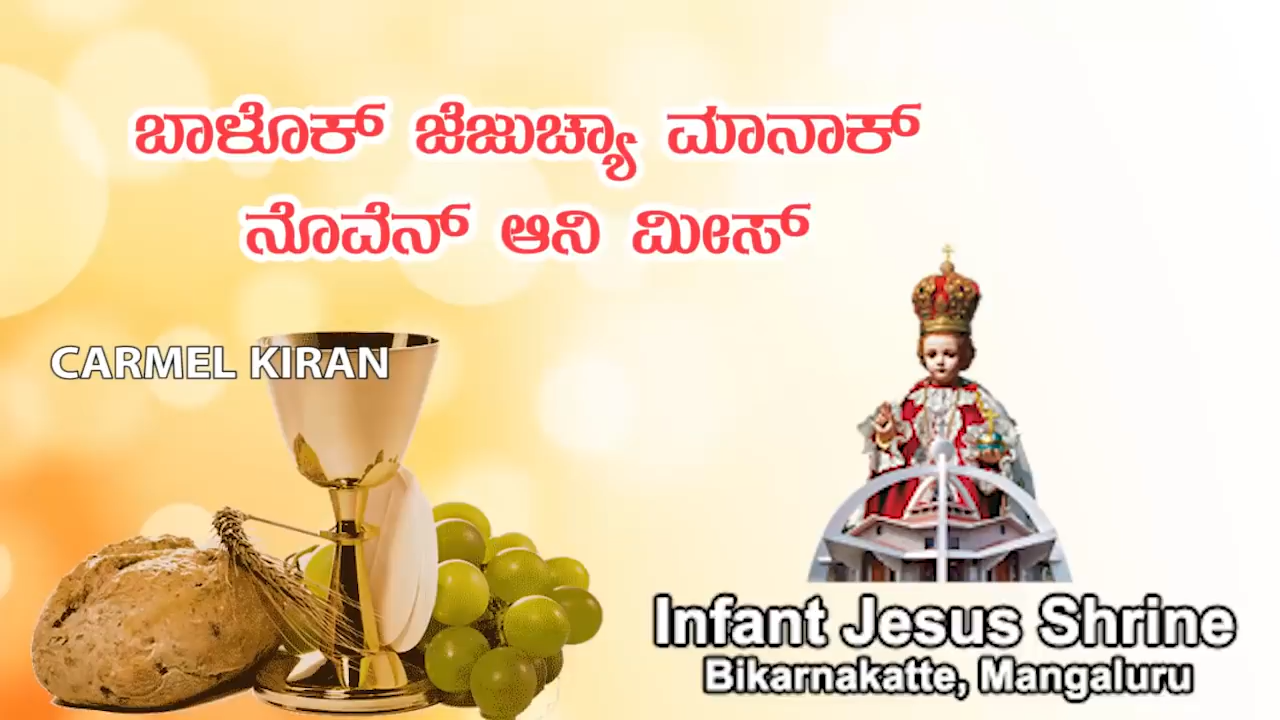 ಬಾಳೊಕ್ ಜೆಜುಚ್ಯಾ ಮಾನಾಕ್
ನೊವೆನ್ ಆನಿ ಮೀಸ್
CARMEL KIRAN
Infant Jesus Shrine
Bikarnakatte, Mangaluru